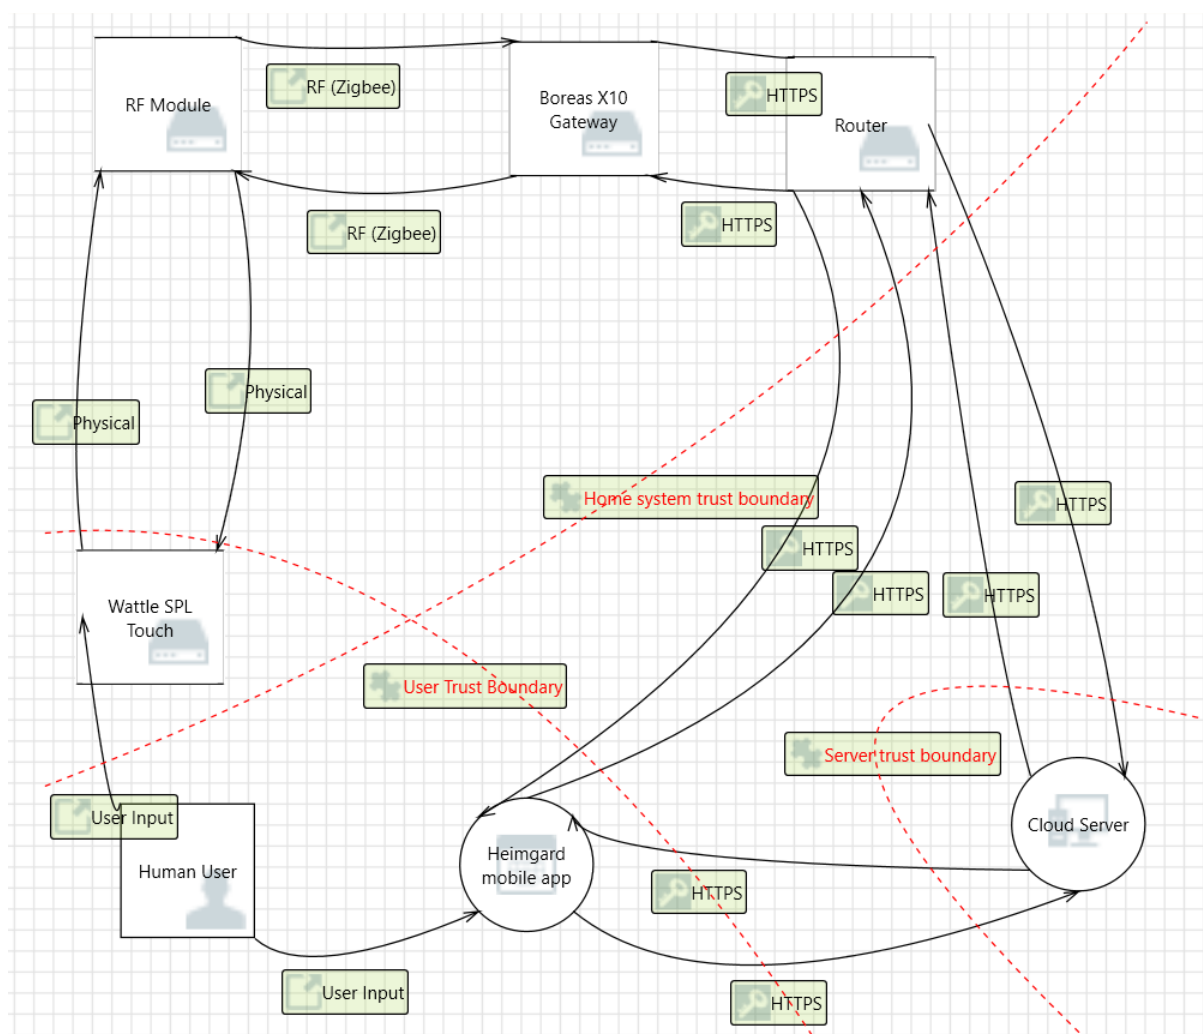 RF Module
RF (Zigbee)
Boreas X10
Gateway
HTTPS
Router
RF (Zigbee)
HTTPS
Physical
Physical
Home system trust boundary
HTTPS
HTTPS
HTTPS
HTTPS
Wattle SPL
Touch
User Trust Boundary
Server trust boundary
User Input
Human User
Heimgard
mobile app
Cloud Server
HTTPS
User Input
HTTPS